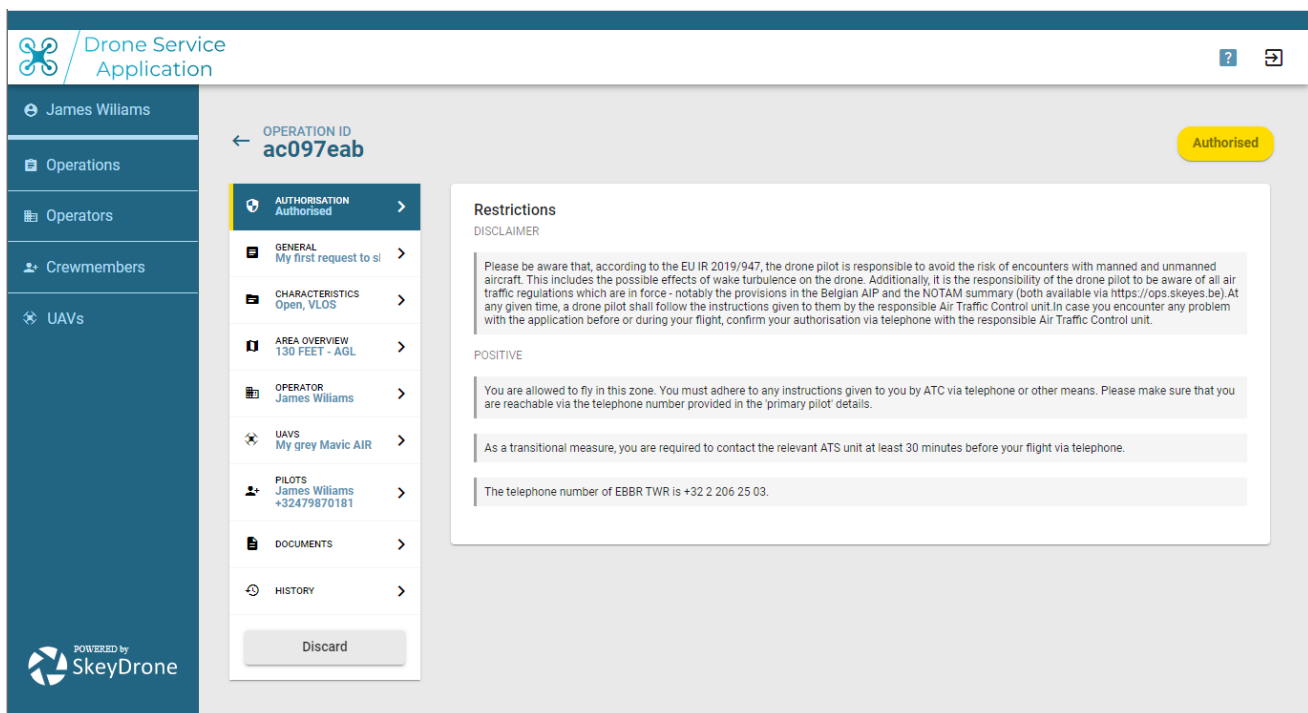 Drone Service
Application
?
James Wiliams
Operations
Operators
Crewmembers
UAVs
POWERED by
SkeyDrone
OPERATION ID
ac097eab
Authorised
AUTHORISATION
Authorised
GENERAL
My first request to sl
CHARACTERISTICS
Open, VLOS
AREA OVERVIEW
130 FEET - AGL
OPERATOR
James Wiliams
UAVS
My grey Mavic AIR
PILOTS
James Wiliams
+32479870181
DOCUMENTS
HISTORY
Discard
Restrictions
DISCLAIMER
Please be aware that, according to the EU IR 2019/947, the drone pilot is responsible to avoid the risk of encounters with manned and unmanned
aircraft. This includes the possible effects of wake turbulence on the drone. Additionally, it is the responsibility of the drone pilot to be aware of all air
traffic regulations which are in force - notably the provisions in the Belgian AIP and the NOTAM summary (both available via https://ops.skeyes.be).At
any given time, a drone pilot shall follow the instructions given to them by the responsible Air Traffic Control unit.In case you encounter any problem
with the application before or during your flight, confirm your authorisation via telephone with the responsible Air Traffic Control unit.
POSITIVE
You are allowed to fly in this zone. You must adhere to any instructions given to you by ATC via telephone or other means. Please make sure that you
are reachable via the telephone number provided in the 'primary pilot' details.
As a transitional measure, you are required to contact the relevant ATS unit at least 30 minutes before your flight via telephone.
The telephone number of EBBR TWR is +32 2 206 25 03.